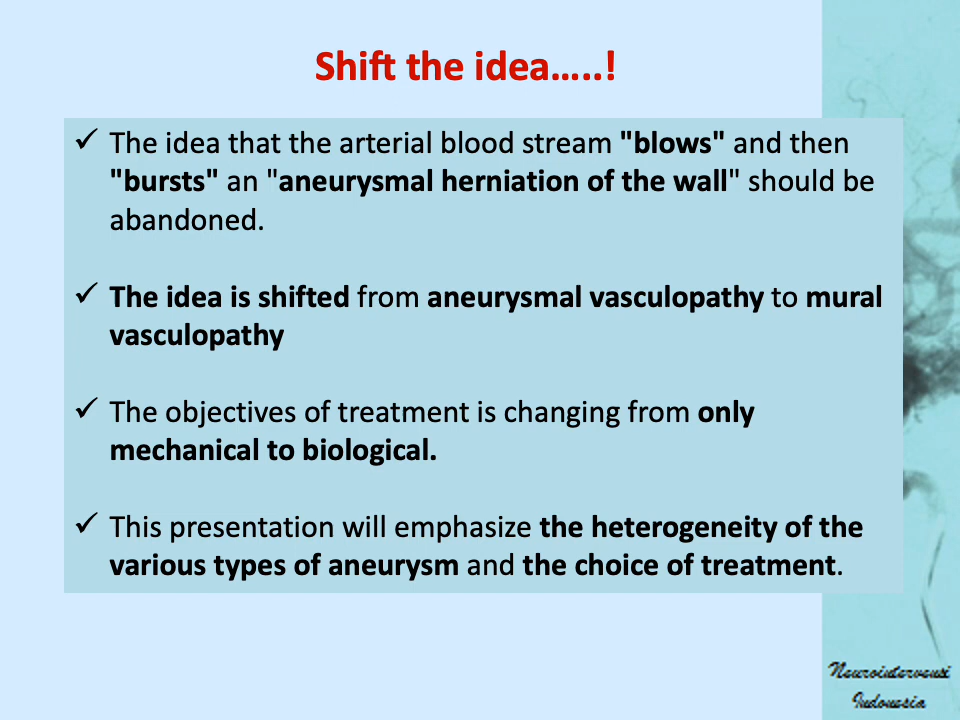 Shift the idea…..!
✓ The idea that the arterial blood stream "blows" and then
"bursts" an "aneurysmal herniation of the wall" should be
abandoned.
✓ The idea is shifted from aneurysmal vasculopathy to mural
vasculopathy
✓ The objectives of treatment is changing from only
mechanical to biological.
✓ This presentation will emphasize the heterogeneity of the
various types of aneurysm and the choice of treatment.
Neurointervensi
Indonesia